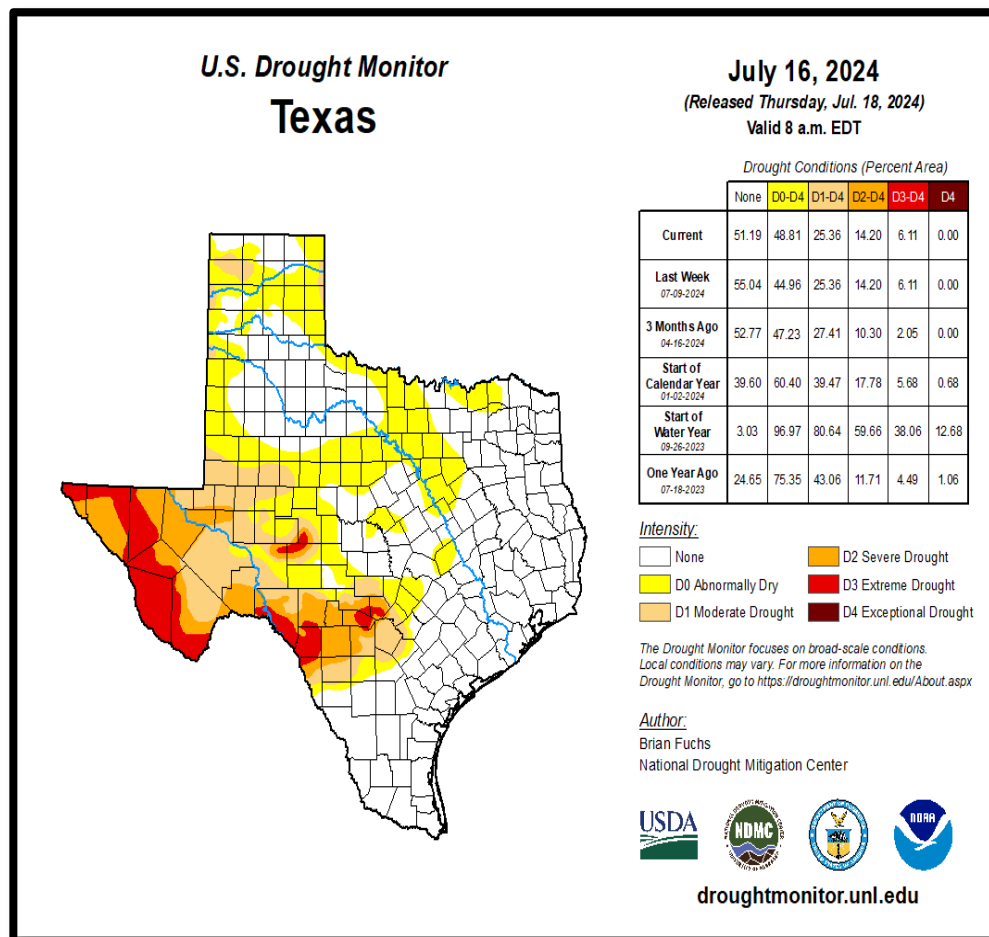 U.S. Drought Monitor
Texas
July 16, 2024
(Released Thursday, Jul. 18, 2024)
Valid 8 a.m. EDT
Drought Conditions (Percent Area)
None D0-D4 D1-D4 D2-D4 D3-D4 D4
Current 51.19 48.81 25.36 14.20 6.11 0.00
Last Week
07-09-2024
55.04 44.96 25.36 14.20 6.11 0.00
3 Months Ago
04-16-2024
52.77 47.23 27.41 10.30 2.05 0.00
Start of
Calendar Year
01-02-2024
39.60 60.40 39.47 17.78 5.68 0.68
Start of
Water Year
09-26-2023
3.03 96.97 80.64 59.66 38.06 12.68
One Year Ago
07-18-2023
24.65 75.35 43.06 11.71 4.49 1.06
Intensity:
None
D0 Abnormally Dry
D1 Moderate Drought
D2 Severe Drought
D3 Extreme Drought
D4 Exceptional Drought
The Drought Monitor focuses on broad-scale conditions.
Local conditions may vary. For more information on the
Drought Monitor, go to https://droughtmonitor.unl.edu/About.aspx
Author:
Brian Fuchs
National Drought Mitigation Center
USDA
NDMC
NOAA
droughtmonitor.unl.edu